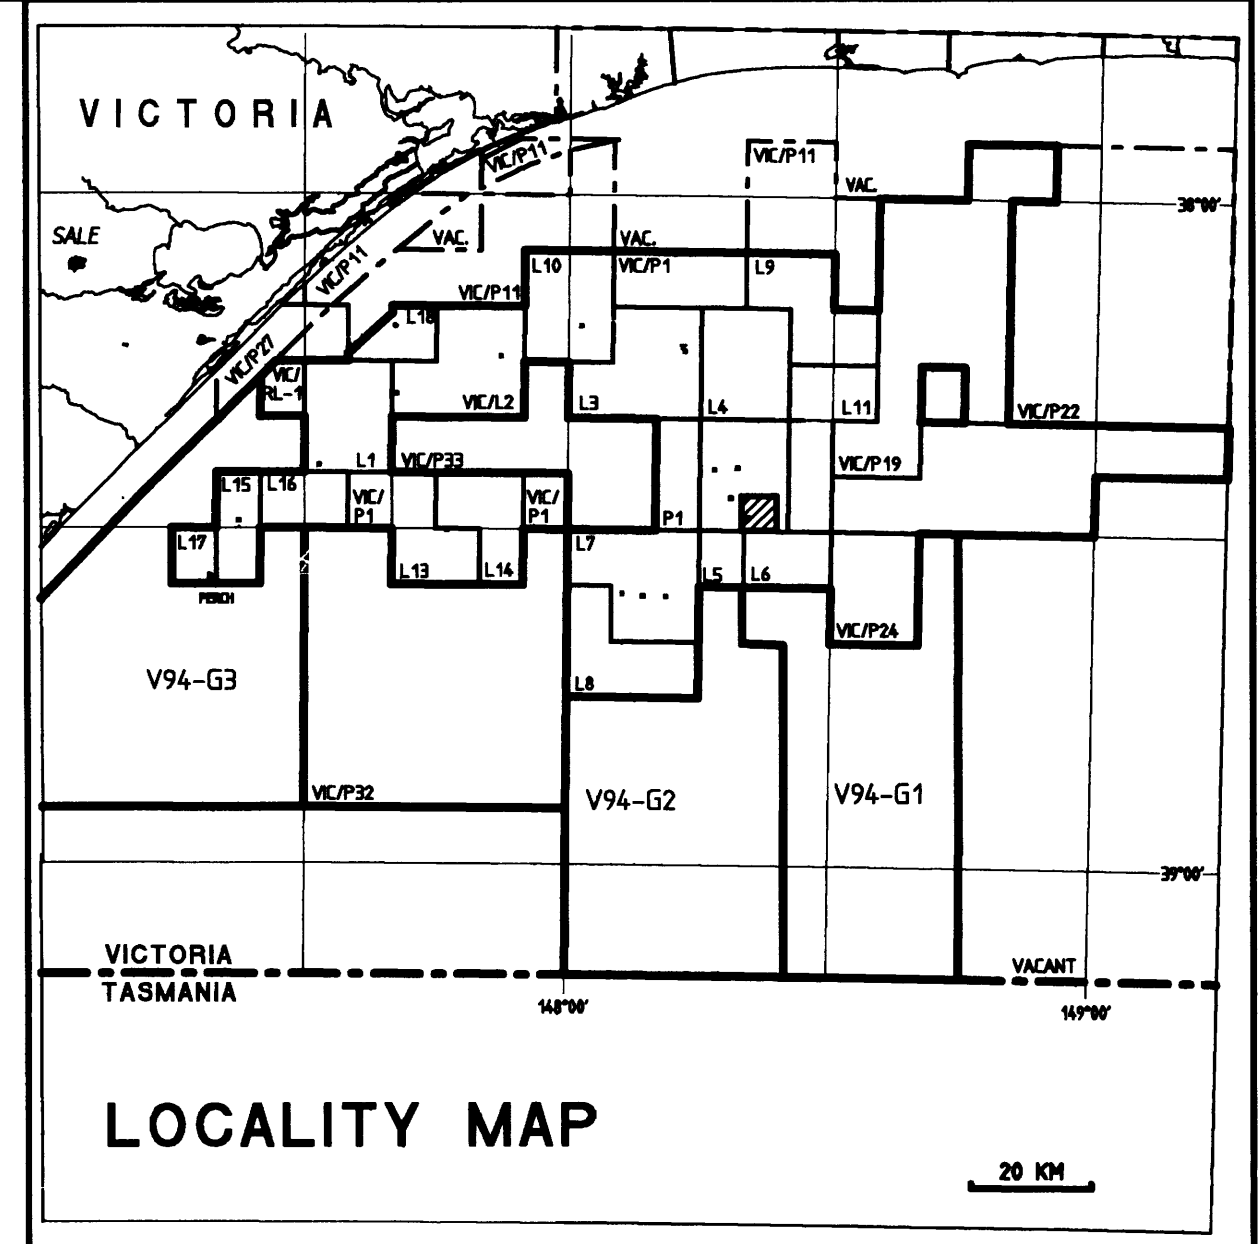 VICTORIA
VIC/P11
VIC/P11
VAC.
38°00'
SALE
VAC.
VAC.
VIC/P11
L10
VIC/P1
L9
VIC/P11
L18
VIC/P27
VIC/
RL-1
VIC/L2
L3
L4
L11
VIC/P22
L1
VIC/P33
VIC/P19
L15
L16
VIC/
P1
VIC/
P1
P1
L17
L7
L13
L14
L5
L6
PERCH
VIC/P24
V94-G3
L8
VIC/P32
V94-G2
V94-G1
39°00'
VICTORIA
TASMANIA
VACANT
148°00'
149°00'
LOCALITY MAP
20 KM